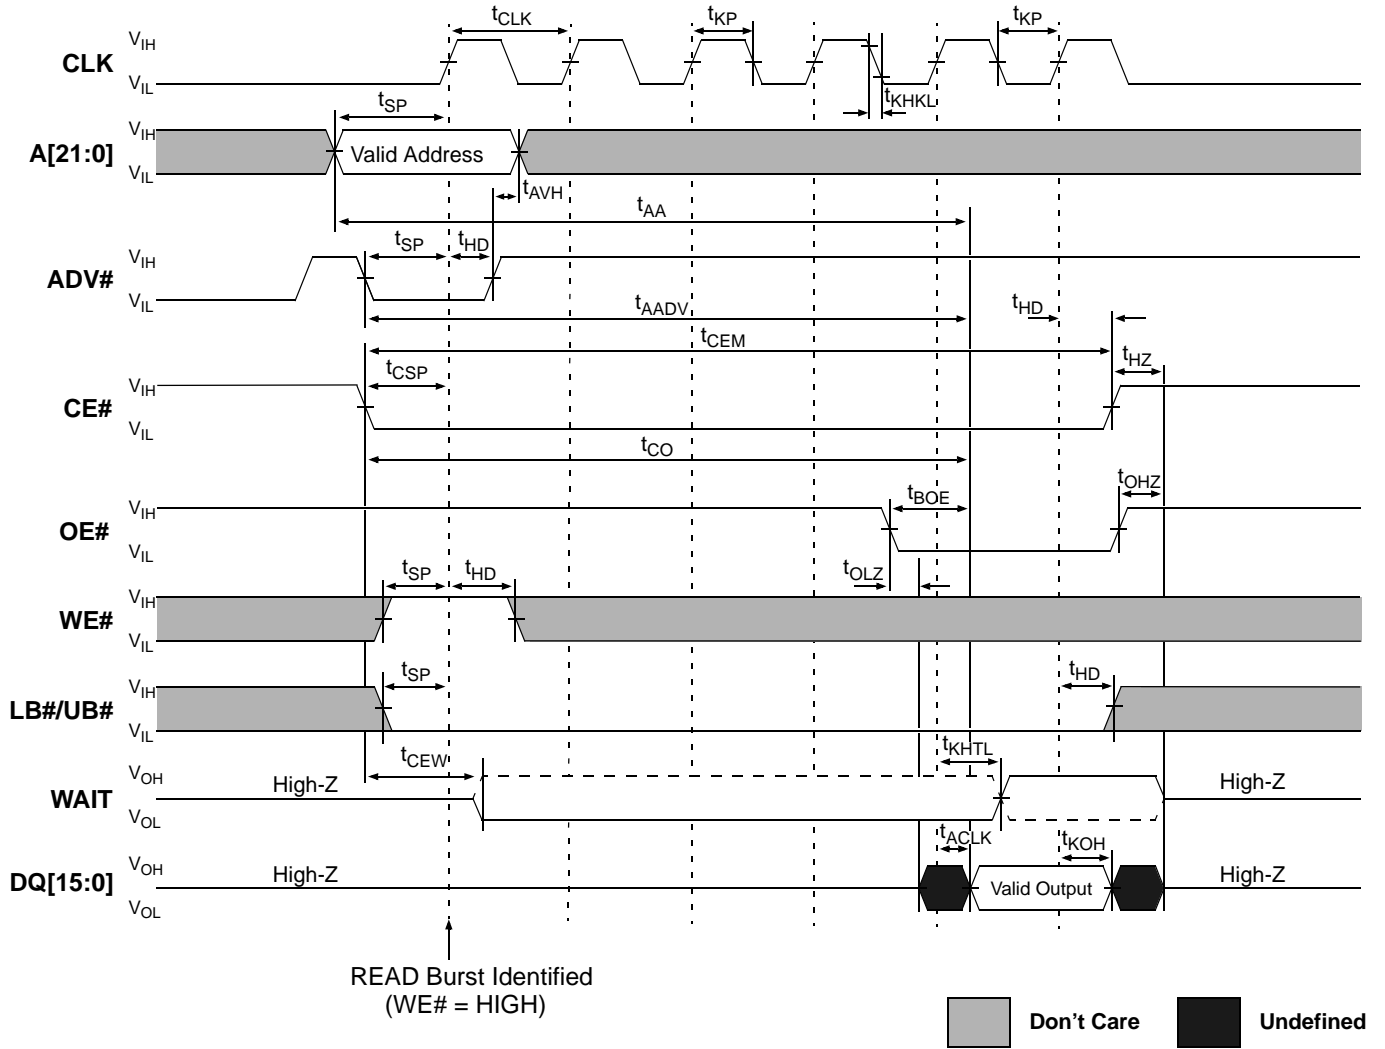 tCLK tKP tKP
VIH
CLK
VIL
tKHKL
tSP
VIH
A[21:0] Valid Address
VIL
tAVH
tAA
tSP tHD
VIH
ADV#
VIL
tAADV tHD
tCEM
tHZ
tCSP
VIH
CE#
VIL
tCO
tOHZ
tBOE
VIH
OE#
VIL
tSP tHD tOLZ
VIH
WE#
VIL
tSP tHD
VIH
LB#/UB#
VIL
tCEW tKHTL
VOH
WAIT High-Z High-Z
VOL
tACLK tKOH
VOH
DQ[15:0] High-Z Valid Output High-Z
VOL
READ Burst Identified
(WE# = HIGH)
Don't Care Undefined